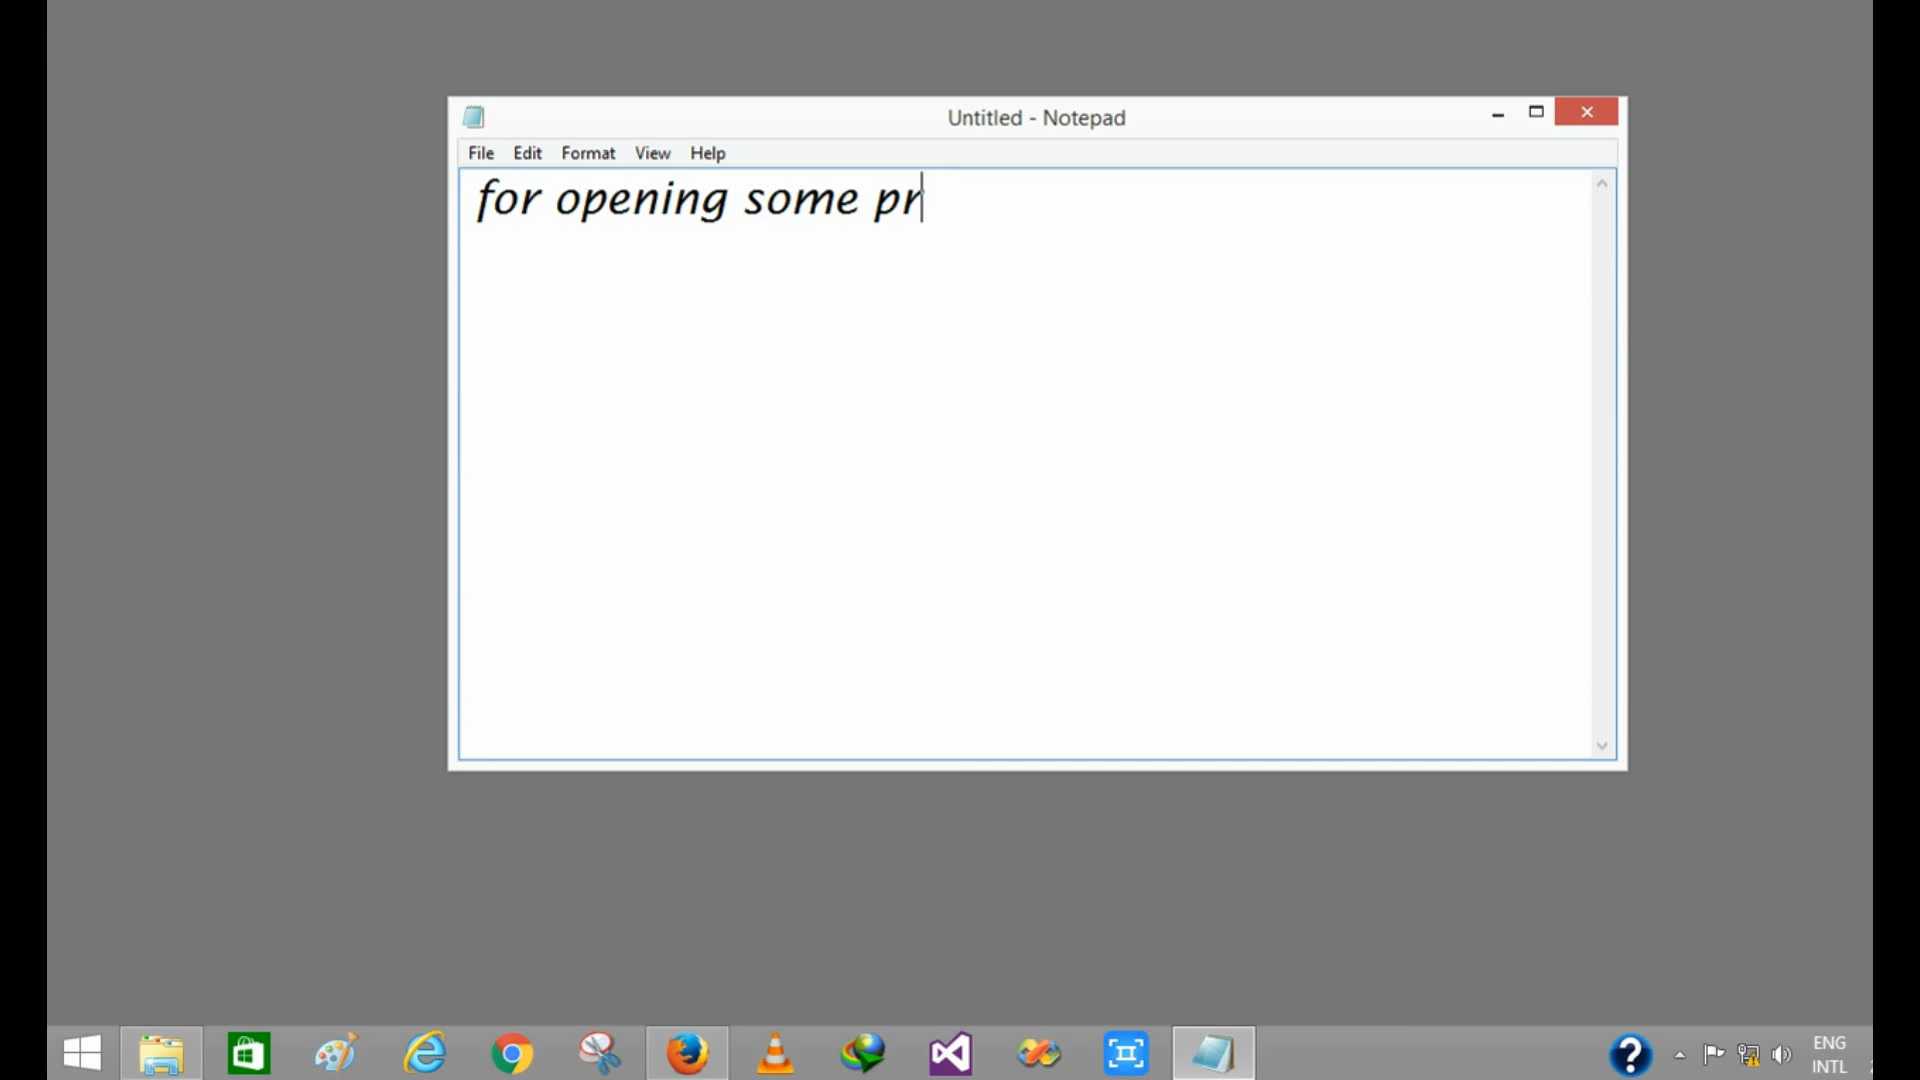 Untitled - Notepad
File Edit Format View Help
for opening some pr
ENG
INTL